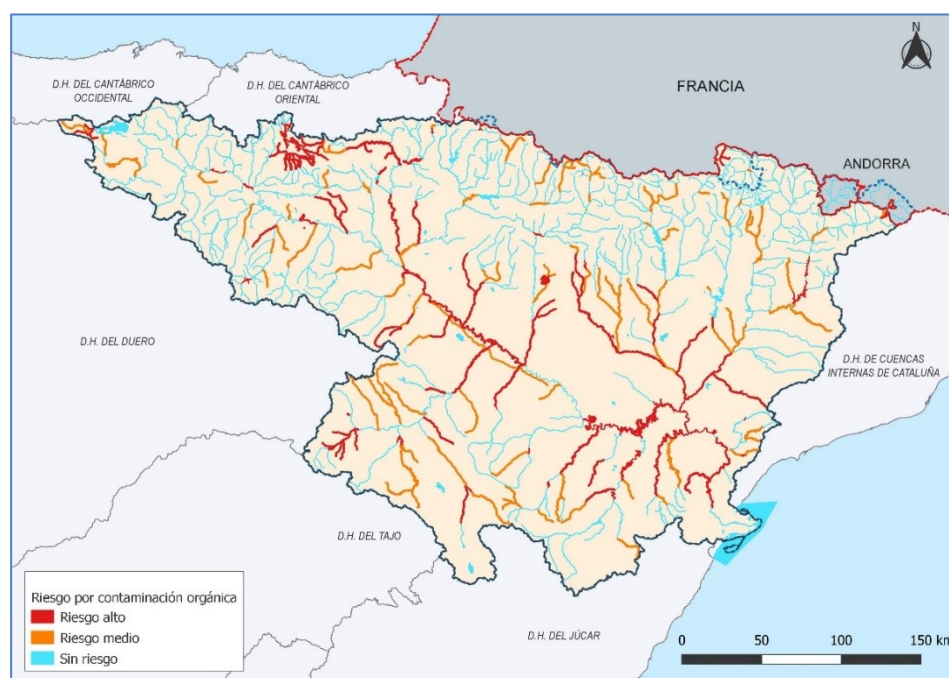 N
D.H. DEL CANTÁBRICO
OCCIDENTAL
D.H. DEL CANTÁBRICO
ORIENTAL
FRANCIA
ANDORRA
D.H. DEL DUERO
D.H. DE CUENCAS
INTERNAS DE CATALUÑA
D.H. DEL TAJO
D.H. DEL JÚCAR
Riesgo por contaminación orgánica
Riesgo alto
Riesgo medio
Sin riesgo
0 50 100 150 km